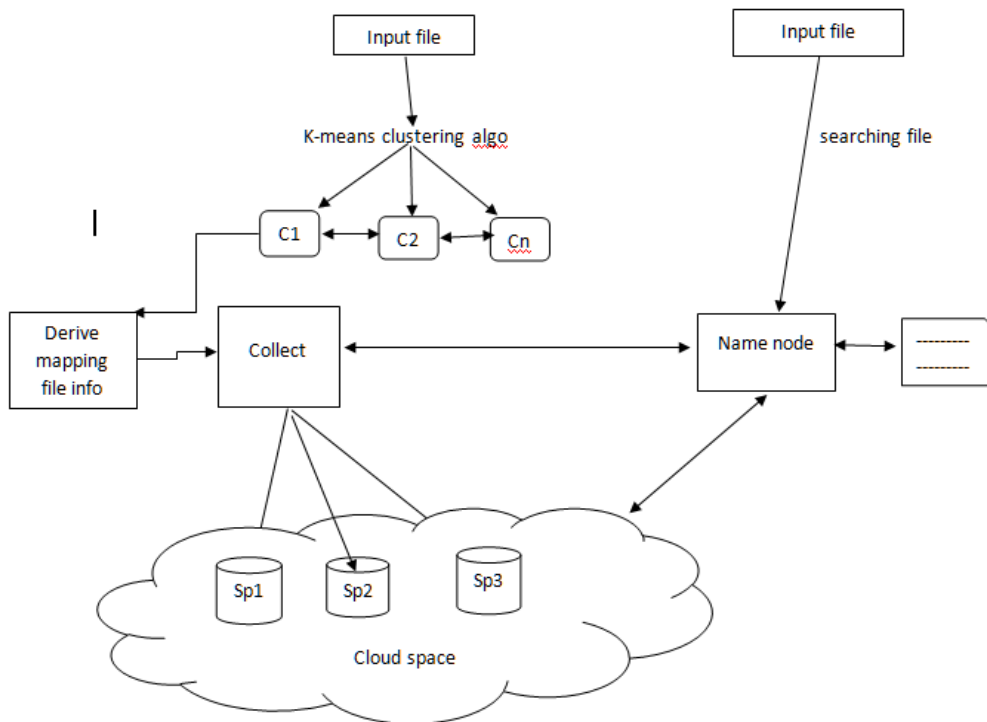 Input file
Input file
K-means clustering algo
searching file
C1
C2
Cn
Derive
mapping
file info
Collect
Name node
---------
---------
Sp1
Sp2
Sp3
Cloud space